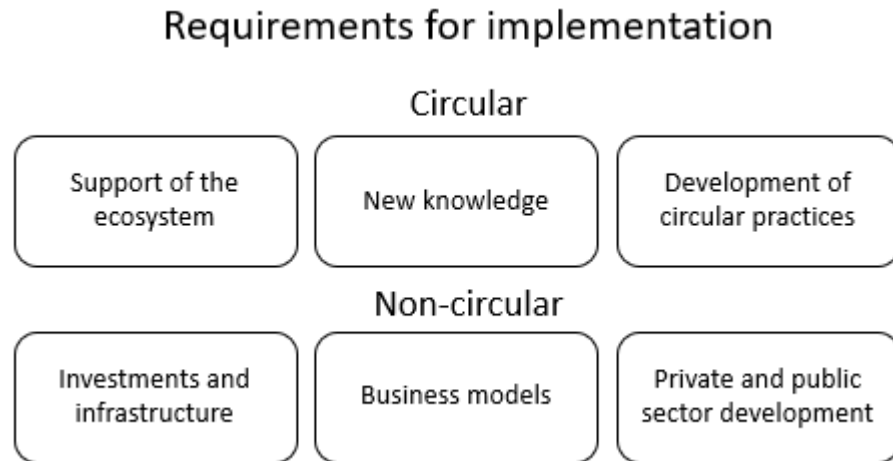 Requirements for implementation
Circular
Support of the
ecosystem
New knowledge
Development of
circular practices
Non-circular
Investments and
infrastructure
Business models
Private and public
sector development